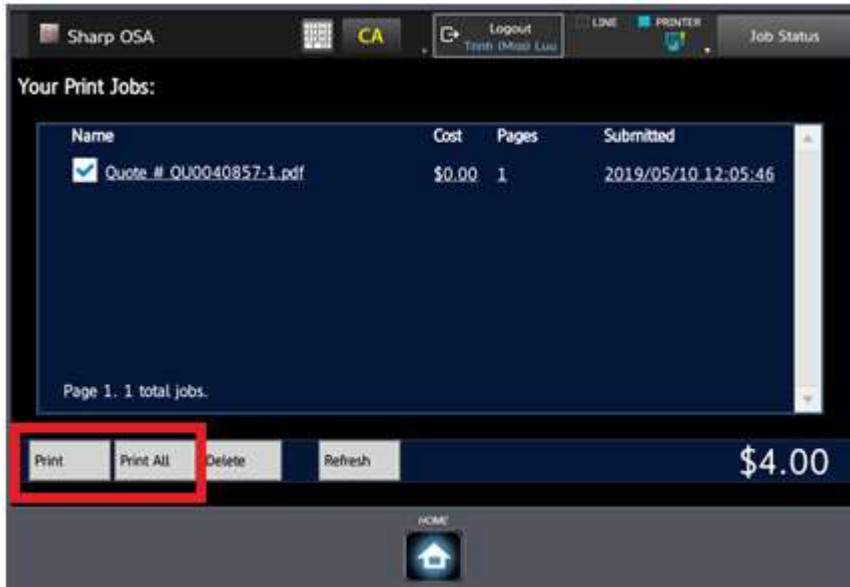 Sharp OSA
CA
Logout
Trinh (Miss) Luu
LINE
PRINTER
Job Status
Your Print Jobs:
Name Cost Pages Submitted
Quote # QU0040857-1.pdf $0.00 1 2019/05/10 12:05:46
Page 1. 1 total jobs.
Print Print All Delete Refresh $4.00
HOME